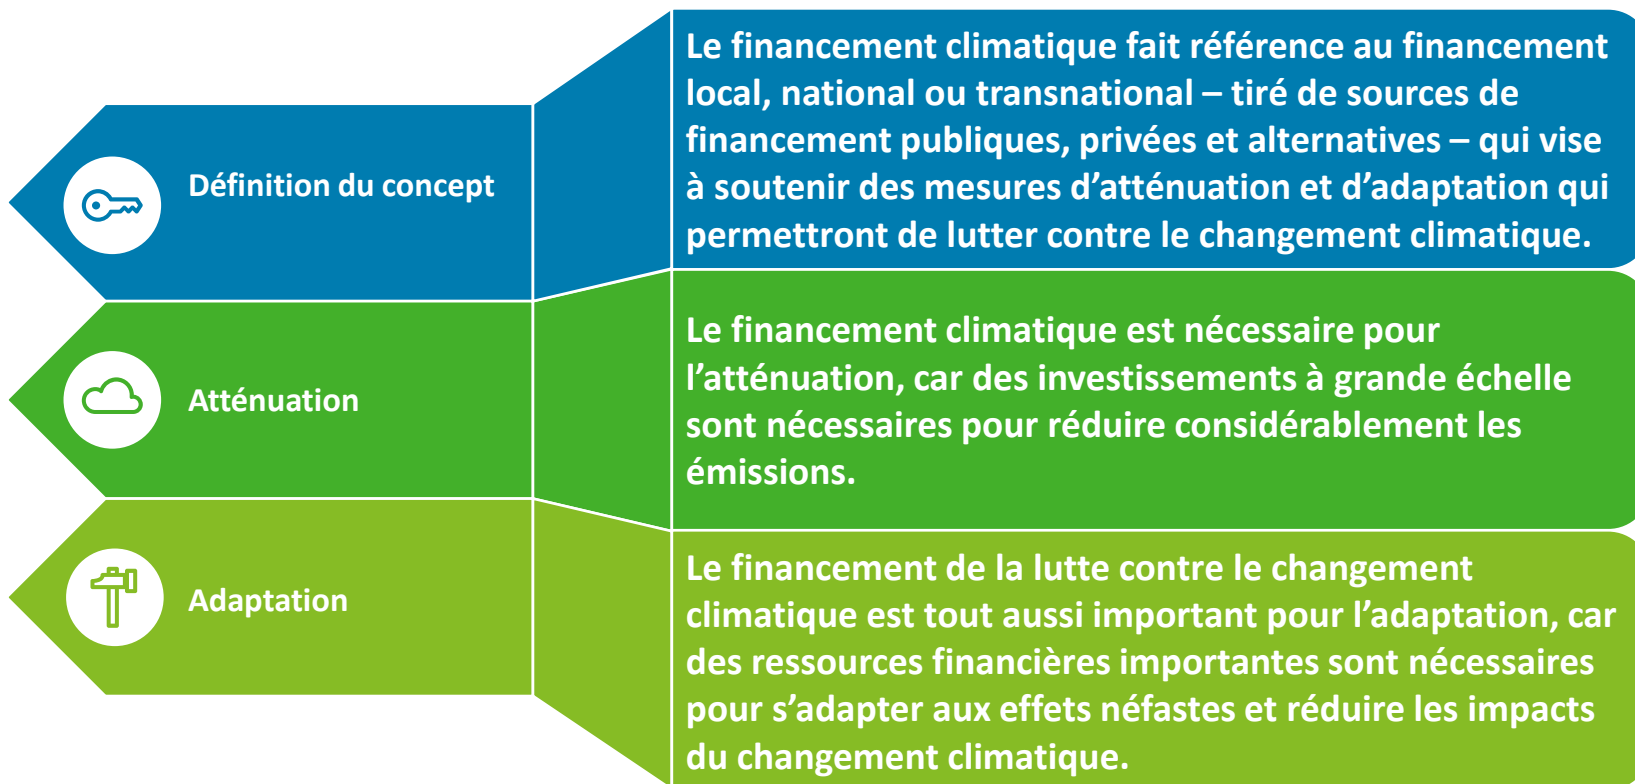 Définition du concept
Le financement climatique fait référence au financement
local, national ou transnational – tiré de sources de
financement publiques, privées et alternatives – qui vise
à soutenir des mesures d’atténuation et d’adaptation qui
permettront de lutter contre le changement climatique.
Atténuation
Le financement climatique est nécessaire pour
l’atténuation, car des investissements à grande échelle
sont nécessaires pour réduire considérablement les
émissions.
Adaptation
Le financement de la lutte contre le changement
climatique est tout aussi important pour l’adaptation, car
des ressources financières importantes sont nécessaires
pour s’adapter aux effets néfastes et réduire les impacts
du changement climatique.